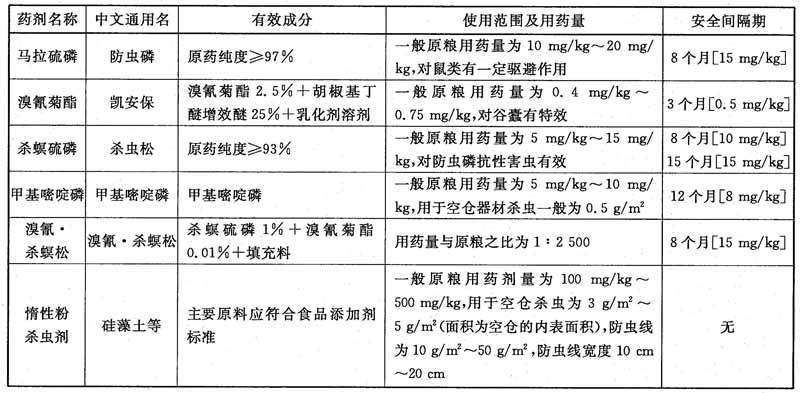 药剂名称 中文通用名 有效成分 使用范围及用药量 安全间隔期
马拉硫磷 防虫磷 原药纯度≥97% 一般原粮用药量为 10 mg/kg～20 mg/
kg,对鼠类有一定驱避作用 8个月[15 mg/kg]
溴氰菊酯 凯安保 溴氰菊酯 2.5%+胡椒基丁
醚增效醚25%+乳化剂溶剂 一般原粮用药量为 0.4 mg/kg～
0.75 mg/kg,对谷蠹有特效 3个月[0.5 mg/kg]
杀螟硫磷 杀虫松 原药纯度≥93% 一般原粮用药量为 5 mg/kg～15 mg/
kg,对防虫磷抗性害虫有效 8个月[10 mg/kg]
15个月[15 mg/kg]
甲基嘧啶磷 甲基嘧啶磷 甲基嘧啶磷 一般原粮用药量为 5 mg/kg～10 mg/
kg,用于空仓器材杀虫一般为 0.5 g/m²
12个月[8 mg/kg]
溴氰·
杀螟松 溴氰·杀螟松 杀螟硫磷 1%+溴氰菊酯
0.01%+填充料 用药量与原粮之比为 1∶2 500 8个月[15 mg/kg]
惰性粉
杀虫剂 硅藻土等 主要原料应符合食品添加剂
标准 一般原粮用药剂量为 100 mg/kg～
500 mg/kg,用于空仓杀虫为 3 g/m²～
5 g/m²(面积为空仓的内表面积),防虫线
为 10 g/m²～50 g/m²,防虫线宽度 10 cm
～20 cm 无